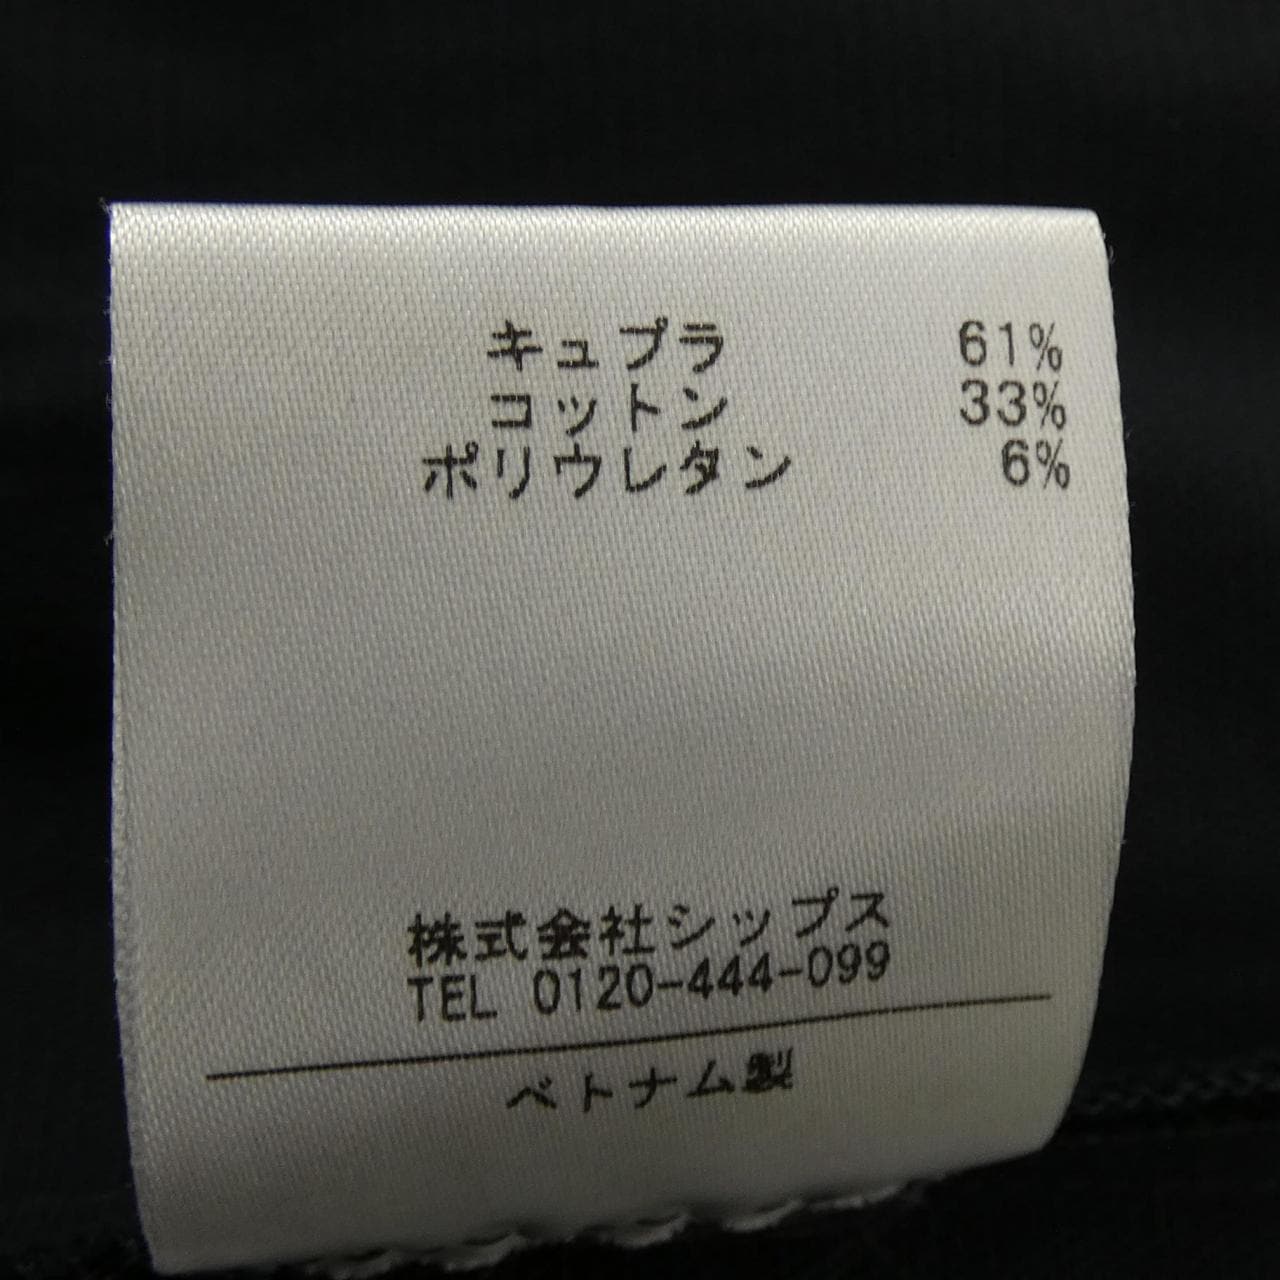 キュプラ 61%
コットン 33%
ポリウレタン 6%
株式会社シップス
TEL 0120-444-099
ベトナム製